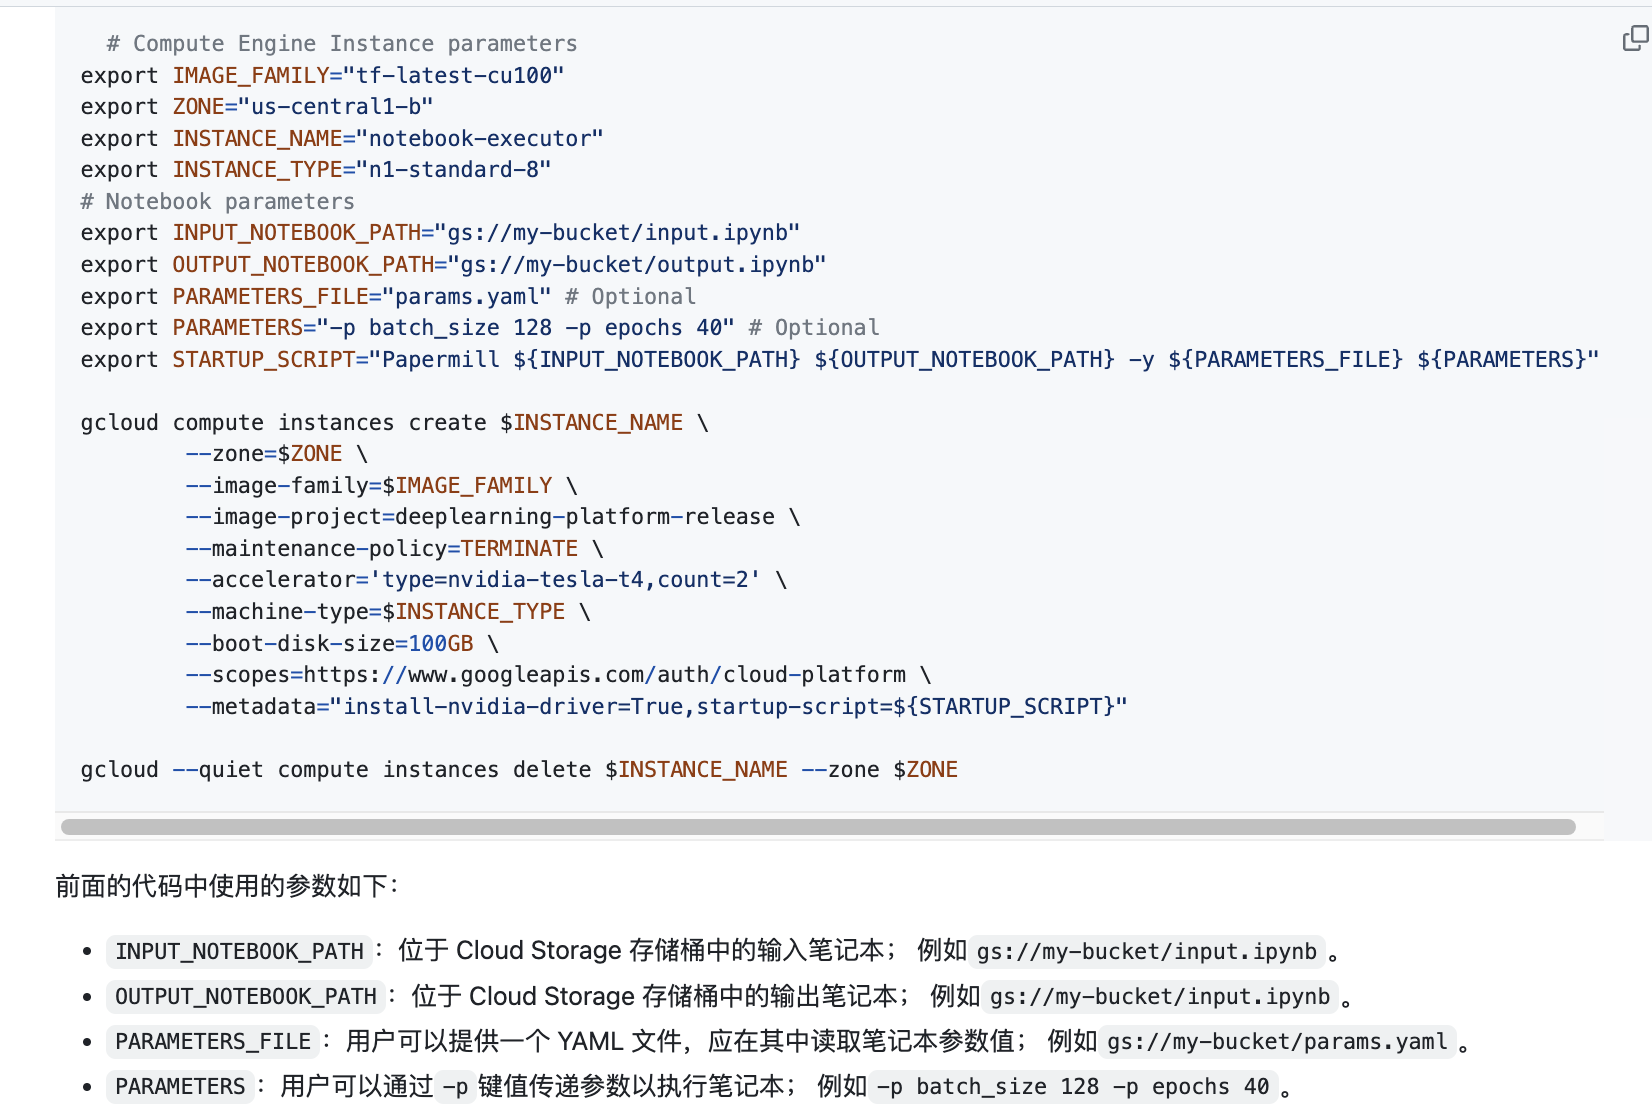 # Compute Engine Instance parameters
export IMAGE_FAMILY="tf-latest-cu100"
export ZONE="us-central1-b"
export INSTANCE_NAME="notebook-executor"
export INSTANCE_TYPE="n1-standard-8"
# Notebook parameters
export INPUT_NOTEBOOK_PATH="gs://my-bucket/input.ipynb"
export OUTPUT_NOTEBOOK_PATH="gs://my-bucket/output.ipynb"
export PARAMETERS_FILE="params.yaml" # Optional
export PARAMETERS="-p batch_size 128 -p epochs 40" # Optional
export STARTUP_SCRIPT="Papermill ${INPUT_NOTEBOOK_PATH} ${OUTPUT_NOTEBOOK_PATH} -y ${PARAMETERS_FILE} ${PARAMETERS}"
gcloud compute instances create $INSTANCE_NAME \
--zone=$ZONE \
--image-family=$IMAGE_FAMILY \
--image-project=deeplearning-platform-release \
--maintenance-policy=TERMINATE \
--accelerator='type=nvidia-tesla-t4,count=2' \
--machine-type=$INSTANCE_TYPE \
--boot-disk-size=100GB \
--scopes=https://www.googleapis.com/auth/cloud-platform \
--metadata="install-nvidia-driver=True,startup-script=${STARTUP_SCRIPT}"
gcloud --quiet compute instances delete $INSTANCE_NAME --zone $ZONE
前面的代码中使用的参数如下：
• INPUT_NOTEBOOK_PATH： 位于 Cloud Storage 存储桶中的输入笔记本； 例如 gs://my-bucket/input.ipynb 。
• OUTPUT_NOTEBOOK_PATH： 位于 Cloud Storage 存储桶中的输出笔记本； 例如 gs://my-bucket/input.ipynb 。
• PARAMETERS_FILE： 用户可以提供一个 YAML 文件，应在其中读取笔记本参数值； 例如 gs://my-bucket/params.yaml 。
• PARAMETERS ： 用户可以通过 -p 键值传递参数以执行笔记本； 例如 -p batch_size 128 -p epochs 40 。